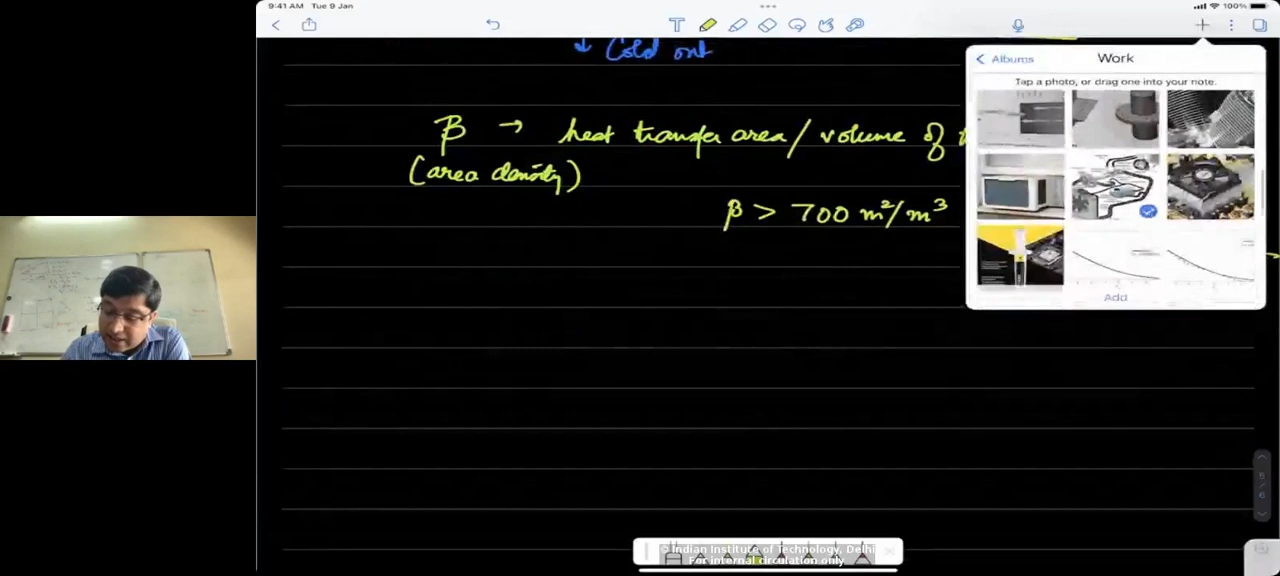 9:41 AM Tue 9 Jan
100%
↓ Cold out
β → heat transfer area / volume of
(area density)
β > 700 m²/m³
Albums
Work
Tap a photo, or drag one into your note.
Add
© Indian Institute of Technology, Delhi
For internal circulation only